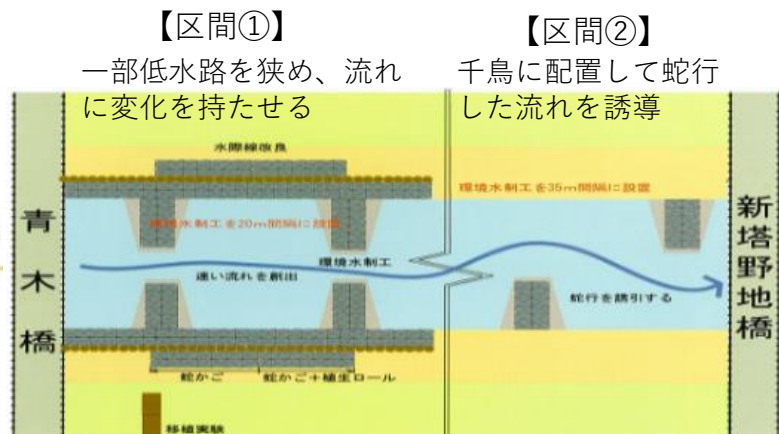 【区間①】
一部低水路を狭め、流れ
に変化を持たせる
【区間②】
千鳥に配置して蛇行
した流れを誘導
水際線改良
環境水制工を35m間隔に設置
環境水制工を20m間隔に設置
青木橋
新塔野地橋
環境水制工
速い流れを創出
蛇行を誘引する
蛇かご
蛇かご+植生ロール
移植実験